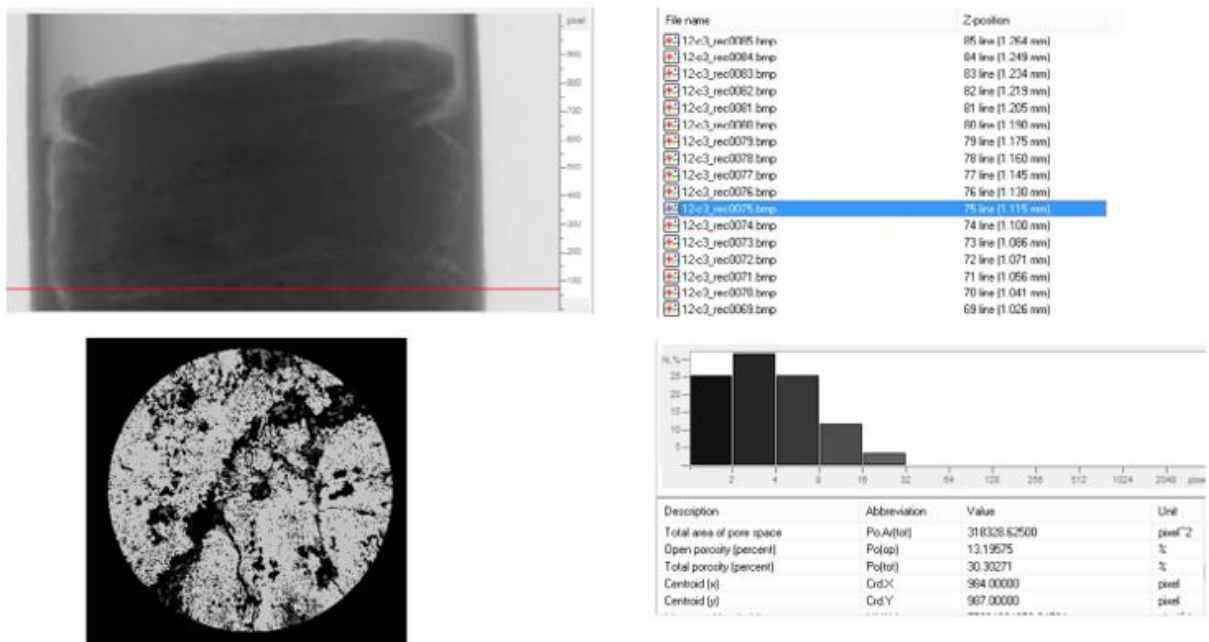 pixel
900
800
700
600
500
400
300
200
100
File name Z-position
12-c3_rec0085.bmp 85 line (1.264 mm)
12-c3_rec0084.bmp 84 line (1.249 mm)
12-c3_rec0083.bmp 83 line (1.234 mm)
12-c3_rec0082.bmp 82 line (1.219 mm)
12-c3_rec0081.bmp 81 line (1.205 mm)
12-c3_rec0080.bmp 80 line (1.190 mm)
12-c3_rec0079.bmp 79 line (1.175 mm)
12-c3_rec0078.bmp 78 line (1.160 mm)
12-c3_rec0077.bmp 77 line (1.145 mm)
12-c3_rec0076.bmp 76 line (1.130 mm)
12-c3_rec0075.bmp 75 line (1.115 mm)
12-c3_rec0074.bmp 74 line (1.100 mm)
12-c3_rec0073.bmp 73 line (1.086 mm)
12-c3_rec0072.bmp 72 line (1.071 mm)
12-c3_rec0071.bmp 71 line (1.056 mm)
12-c3_rec0070.bmp 70 line (1.041 mm)
12-c3_rec0069.bmp 69 line (1.026 mm)
N,%
25
20
15
10
5
2 4 8 16 32 64 128 256 512 1024 2048
Description Abbreviation Value Unit
Total area of pore space Po.Ar(tot) 318328.62500 pixel^2
Open porosity (percent) Po(op) 13.19575 %
Total porosity (percent) Po(tot) 30.30271 %
Centroid (x) Crd.X 984.00000 pixel
Centroid (y) Crd.Y 987.00000 pixel